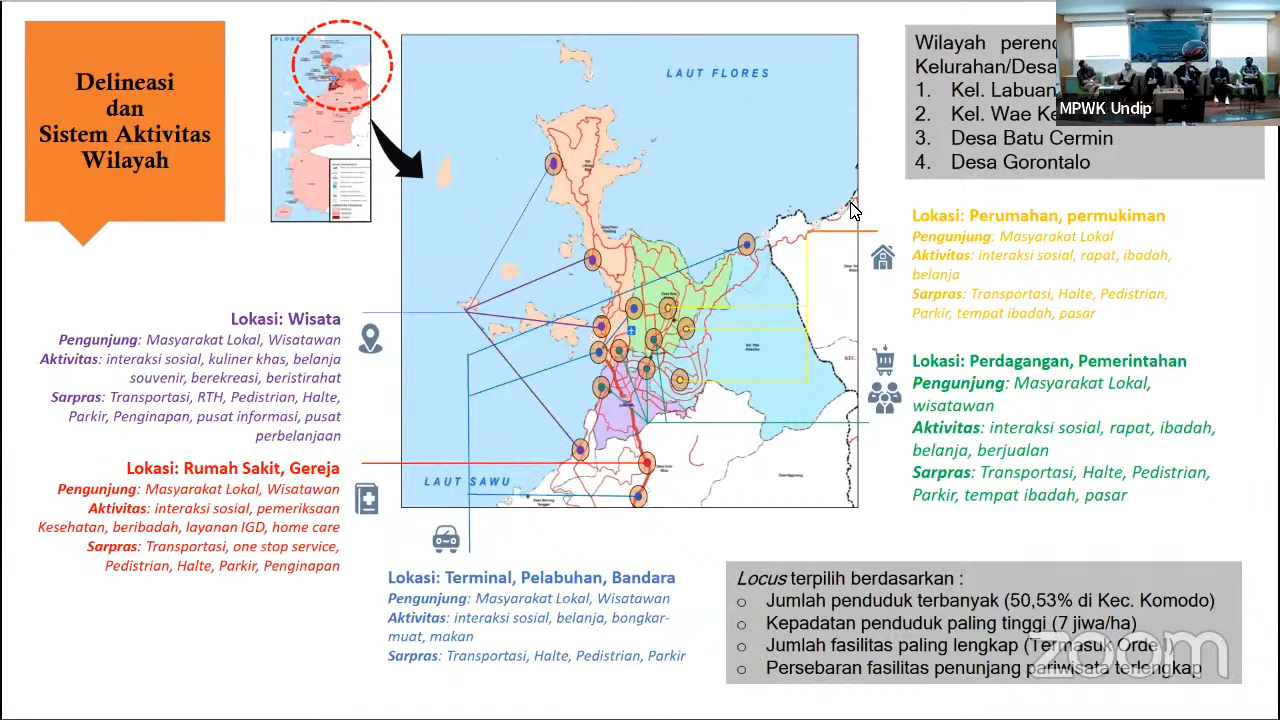 Delineasi
dan
Sistem Aktivitas
Wilayah
FLORES
LAUT FLORES
LAUT SAWU
Wilayah
Kelurahan/Desa
1. Kel. Labuan
2. Kel. Wae
3. Desa Batu Cermin
4. Desa Gorontalo
MPWK Undip
Lokasi: Perumahan, permukiman
Pengunjung: Masyarakat Lokal
Aktivitas: interaksi sosial, rapat, ibadah,
belanja
Sarpras: Transportasi, Halte, Pedistrian,
Parkir, tempat ibadah, pasar
Lokasi: Wisata
Pengunjung: Masyarakat Lokal, Wisatawan
Aktivitas: interaksi sosial, kuliner khas, belanja
souvenir, berekreasi, beristirahat
Sarpras: Transportasi, RTH, Pedistrian, Halte,
Parkir, Penginapan, pusat informasi, pusat
perbelanjaan
Lokasi: Perdagangan, Pemerintahan
Pengunjung: Masyarakat Lokal,
wisatawan
Aktivitas: interaksi sosial, rapat, ibadah,
belanja, berjualan
Sarpras: Transportasi, Halte, Pedistrian,
Parkir, tempat ibadah, pasar
Lokasi: Rumah Sakit, Gereja
Pengunjung: Masyarakat Lokal, Wisatawan
Aktivitas: interaksi sosial, pemeriksaan
Kesehatan, beribadah, layanan IGD, home care
Sarpras: Transportasi, one stop service,
Pedistrian, Halte, Parkir, Penginapan
Lokasi: Terminal, Pelabuhan, Bandara
Pengunjung: Masyarakat Lokal, Wisatawan
Aktivitas: interaksi sosial, belanja, bongkar-
muat, makan
Sarpras: Transportasi, Halte, Pedistrian, Parkir
Locus terpilih berdasarkan :
o Jumlah penduduk terbanyak (50,53% di Kec. Komodo)
o Kepadatan penduduk paling tinggi (7 jiwa/ha)
o Jumlah fasilitas paling lengkap (Termasuk Orde
o Persebaran fasilitas penunjang pariwisata terlengkap
zoom